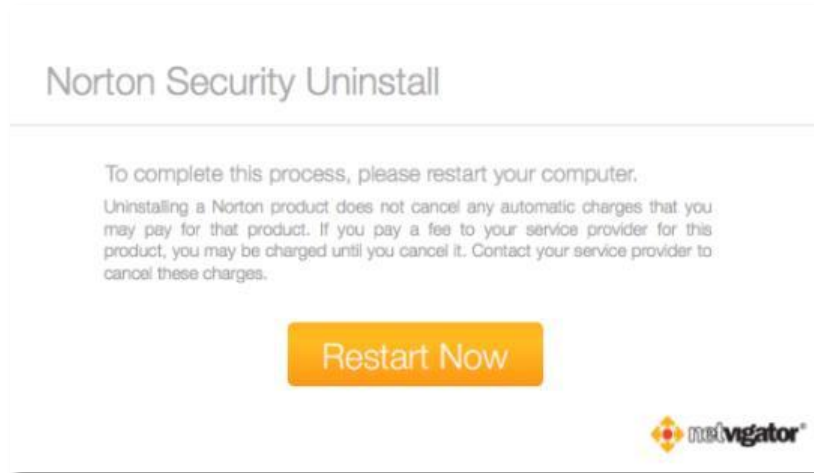 Norton Security Uninstall
To complete this process, please restart your computer.
Uninstalling a Norton product does not cancel any automatic charges that you
may pay for that product. If you pay a fee to your service provider for this
product, you may be charged until you cancel it. Contact your service provider to
cancel these charges.
Restart Now
netvigator®